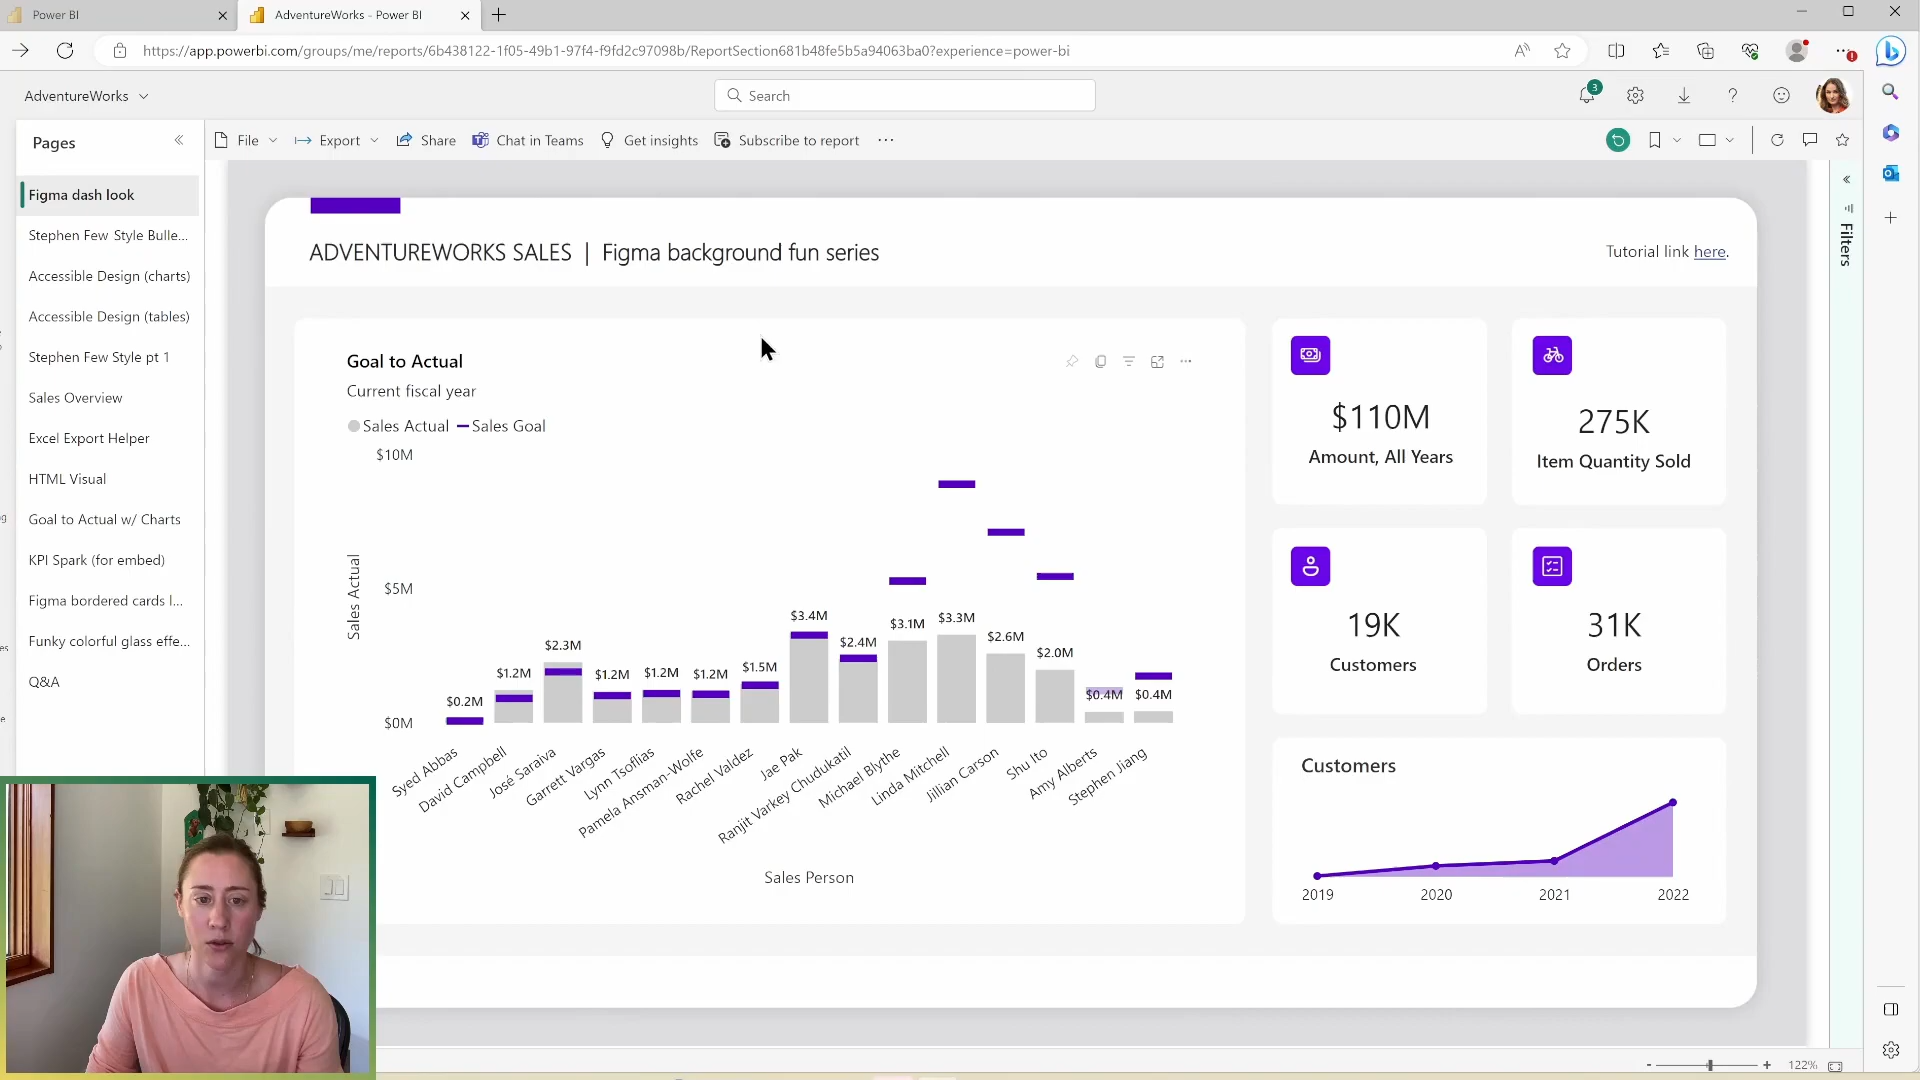 Power BI
AdventureWorks - Power BI
https://app.powerbi.com/groups/me/reports/6b438122-1f05-49b1-97f4-f9fd2c97098b/ReportSection681b48fe5b5a94063ba0?experience=power-bi
AdventureWorks
Search
3
Pages
File
Export
Share
Chat in Teams
Get insights
Subscribe to report
Figma dash look
Stephen Few Style Bulle...
Accessible Design (charts)
Accessible Design (tables)
Stephen Few Style pt 1
Sales Overview
Excel Export Helper
HTML Visual
Goal to Actual w/ Charts
KPI Spark (for embed)
Figma bordered cards l...
Funky colorful glass effe...
Q&A
Filters
ADVENTUREWORKS SALES | Figma background fun series
Tutorial link here.
Goal to Actual
Current fiscal year
Sales Actual
Sales Goal
$10M
$5M
$0M
Sales Actual
$0.2M
$1.2M
$2.3M
$1.2M
$1.2M
$1.2M
$1.5M
$3.4M
$2.4M
$3.1M
$3.3M
$2.6M
$2.0M
$0.4M
$0.4M
Syed Abbas
David Campbell
José Saraiva
Garrett Vargas
Lynn Tsoflias
Pamela Ansman-Wolfe
Rachel Valdez
Jae Pak
Ranjit Varkey Chudukatil
Michael Blythe
Linda Mitchell
Jillian Carson
Shu Ito
Amy Alberts
Stephen Jiang
Sales Person
$110M
Amount, All Years
275K
Item Quantity Sold
19K
Customers
31K
Orders
Customers
2019
2020
2021
2022
- + 122%